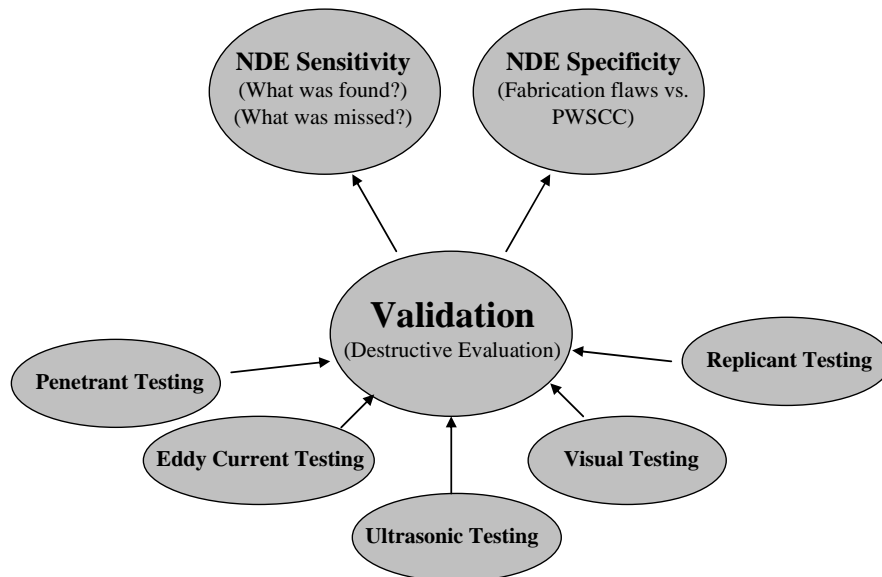 NDE Sensitivity
(What was found?)
(What was missed?)
NDE Specificity
(Fabrication flaws vs.
PWSCC)
Validation
(Destructive Evaluation)
Penetrant Testing
Replicant Testing
Eddy Current Testing
Visual Testing
Ultrasonic Testing